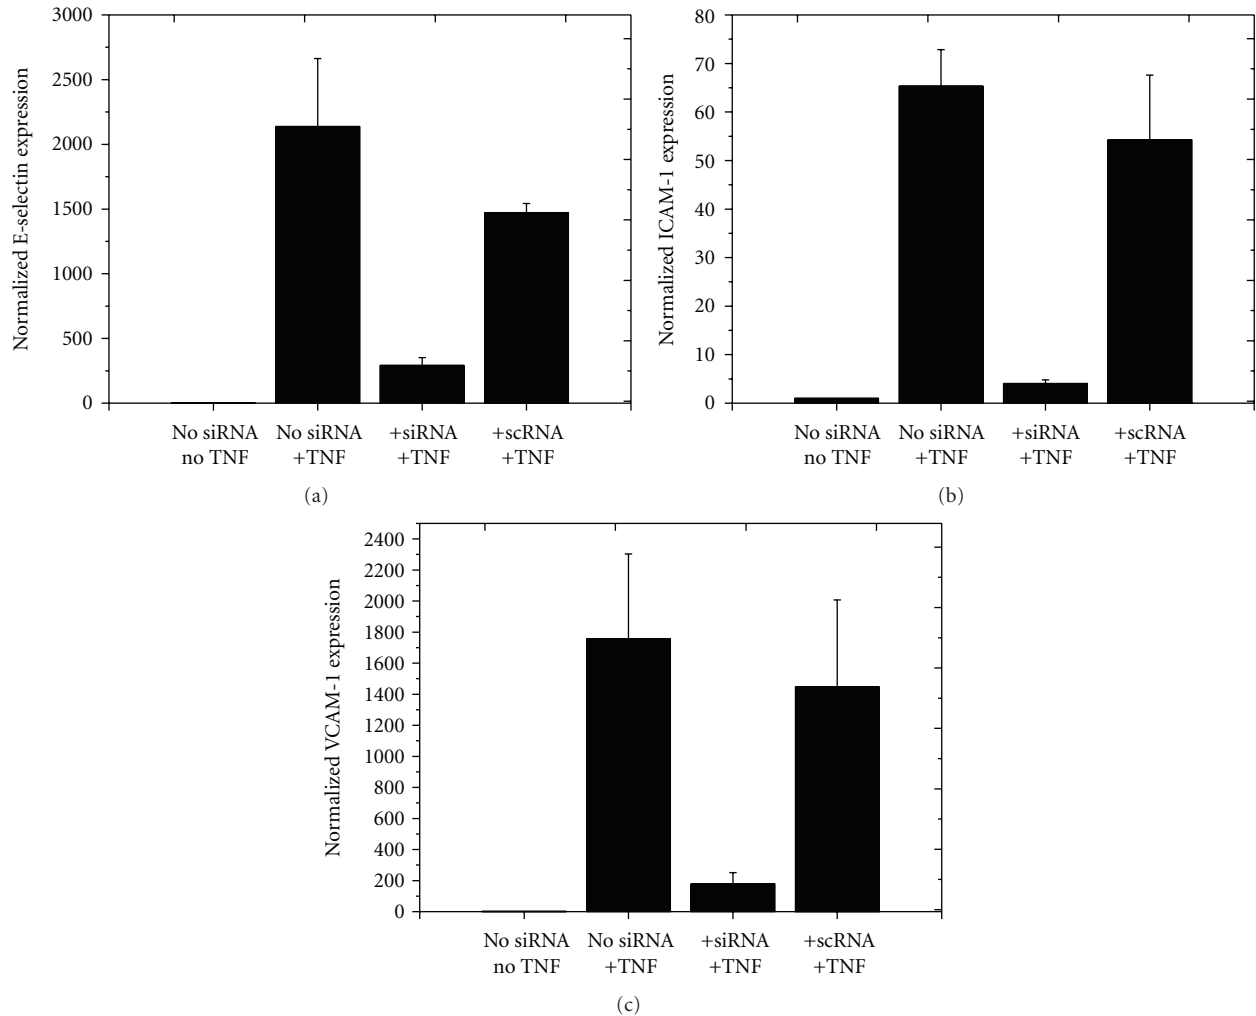 Normalized E-selectin expression
3000
2500
2000
1500
1000
500
0
No siRNA No siRNA +siRNA +scRNA
no TNF +TNF +TNF +TNF
(a)
Normalized ICAM-1 expression
80
70
60
50
40
30
20
10
0
No siRNA No siRNA +siRNA +scRNA
no TNF +TNF +TNF +TNF
(b)
Normalized VCAM-1 expression
2400
2200
2000
1800
1600
1400
1200
1000
800
600
400
200
0
No siRNA No siRNA +siRNA +scRNA
no TNF +TNF +TNF +TNF
(c)